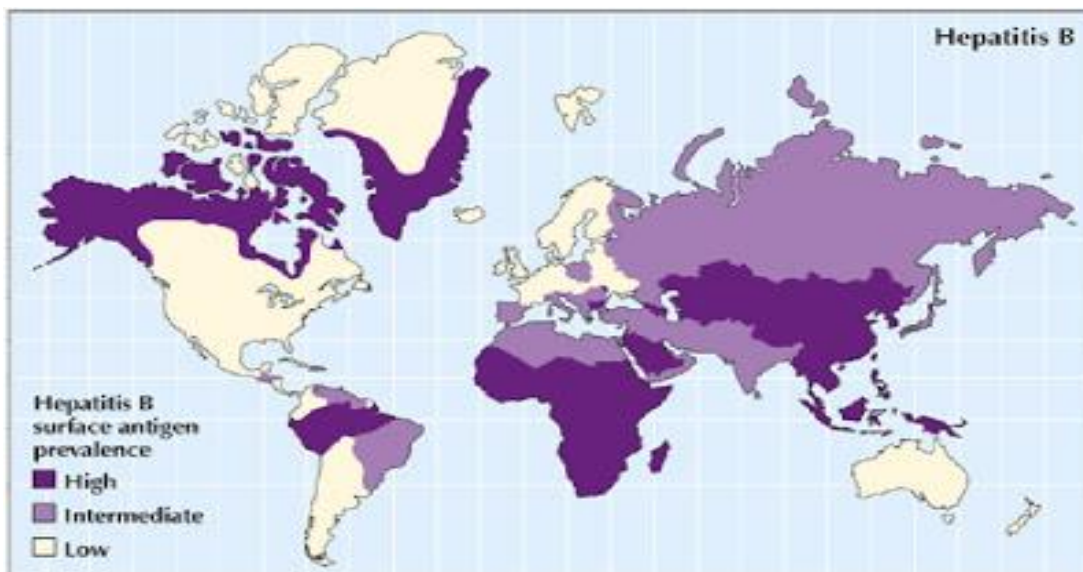 Hepatitis B
Hepatitis B
surface antigen
prevalence
High
Intermediate
Low